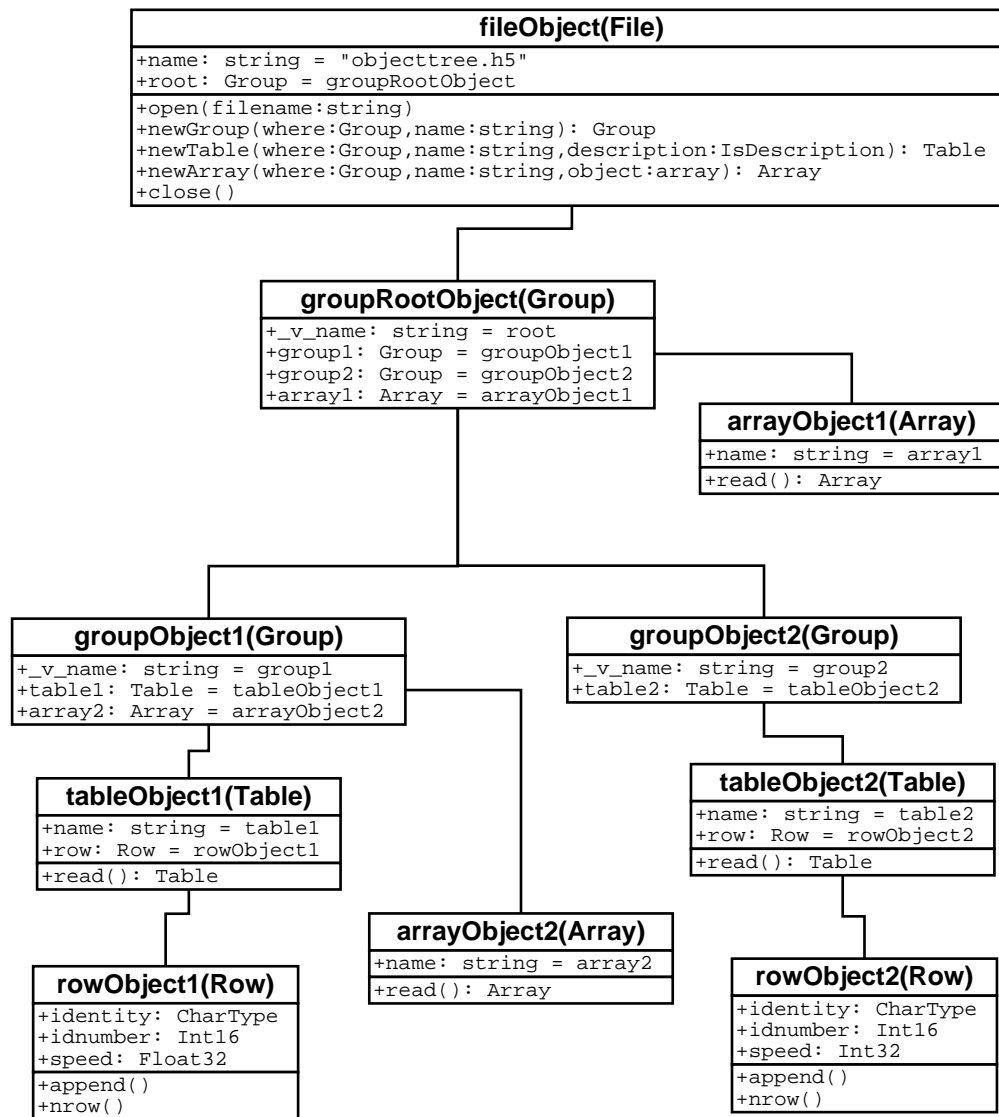 fileObject(File)
+name: string = "objecttree.h5"
+root: Group = groupRootObject
+open(filename:string)
+newGroup(where:Group,name:string): Group
+newTable(where:Group,name:string,description:IsDescription): Table
+newArray(where:Group,name:string,object:array): Array
+close()
groupRootObject(Group)
+_v_name: string = root
+group1: Group = groupObject1
+group2: Group = groupObject2
+array1: Array = arrayObject1
arrayObject1(Array)
+name: string = array1
+read(): Array
groupObject1(Group)
+_v_name: string = group1
+table1: Table = tableObject1
+array2: Array = arrayObject2
groupObject2(Group)
+_v_name: string = group2
+table2: Table = tableObject2
tableObject1(Table)
+name: string = table1
+row: Row = rowObject1
+read(): Table
tableObject2(Table)
+name: string = table2
+row: Row = rowObject2
+read(): Table
arrayObject2(Array)
+name: string = array2
+read(): Array
rowObject1(Row)
+identity: CharType
+idnumber: Int16
+speed: Float32
+append()
+nrow()
rowObject2(Row)
+identity: CharType
+idnumber: Int16
+speed: Int32
+append()
+nrow()